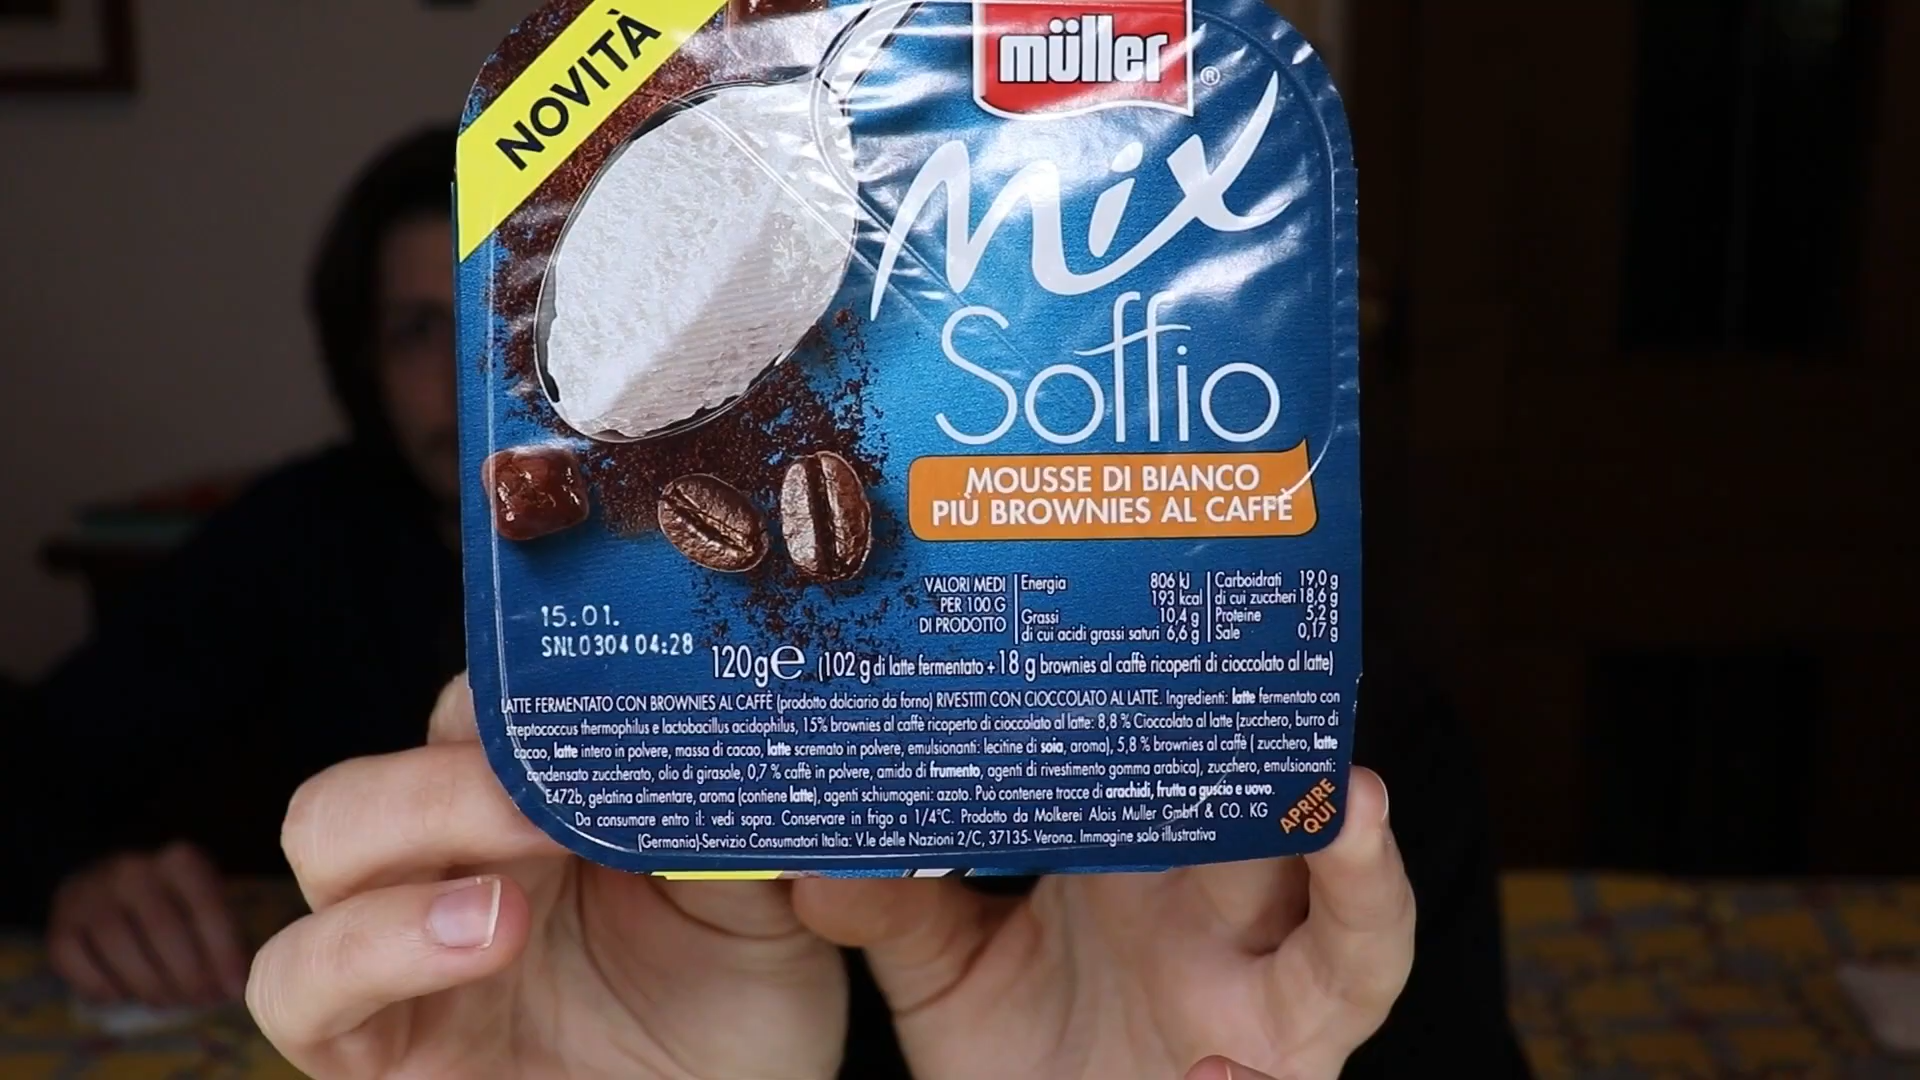 NOVITÀ
müller
®
mix
Soffio
MOUSSE DI BIANCO
PIÙ BROWNIES AL CAFFÈ
VALORI MEDI
PER 100 G
DI PRODOTTO
Energia 806 kJ
193 kcal
Grassi 10,4 g
di cui acidi grassi saturi 6,6 g
Carboidrati 19,0 g
di cui zuccheri 18,6 g
Proteine 5,2 g
Sale 0,17 g
15.01.
SNL0304 04:28
120g℮ (102 g di latte fermentato + 18 g brownies al caffè ricoperti di cioccolato al latte)
LATTE FERMENTATO CON BROWNIES AL CAFFÈ (prodotto dolciario da forno) RIVESTITI CON CIOCCOLATO AL LATTE. Ingredienti: latte fermentato con
streptococcus thermophilus e lactobacillus acidophilus, 15% brownies al caffè ricoperto di cioccolato al latte: 8,8 % Cioccolato al latte (zucchero, burro di
cacao, latte intero in polvere, massa di cacao, latte scremato in polvere, emulsionanti: lecitine di soia, aroma), 5,8 % brownies al caffè ( zucchero, latte
condensato zuccherato, olio di girasole, 0,7 % caffè in polvere, amido di frumento, agenti di rivestimento gomma arabica), zucchero, emulsionanti:
E472b, gelatina alimentare, aroma (contiene latte), agenti schiumogeni: azoto. Può contenere tracce di arachidi, frutta a guscio e uovo.
Da consumare entro il: vedi sopra. Conservare in frigo a 1/4°C. Prodotto da Molkerei Alois Muller GmbH & CO. KG
(Germania)-Servizio Consumatori Italia: V.le delle Nazioni 2/C, 37135- Verona. Immagine solo illustrativa
APRIRE
QUI